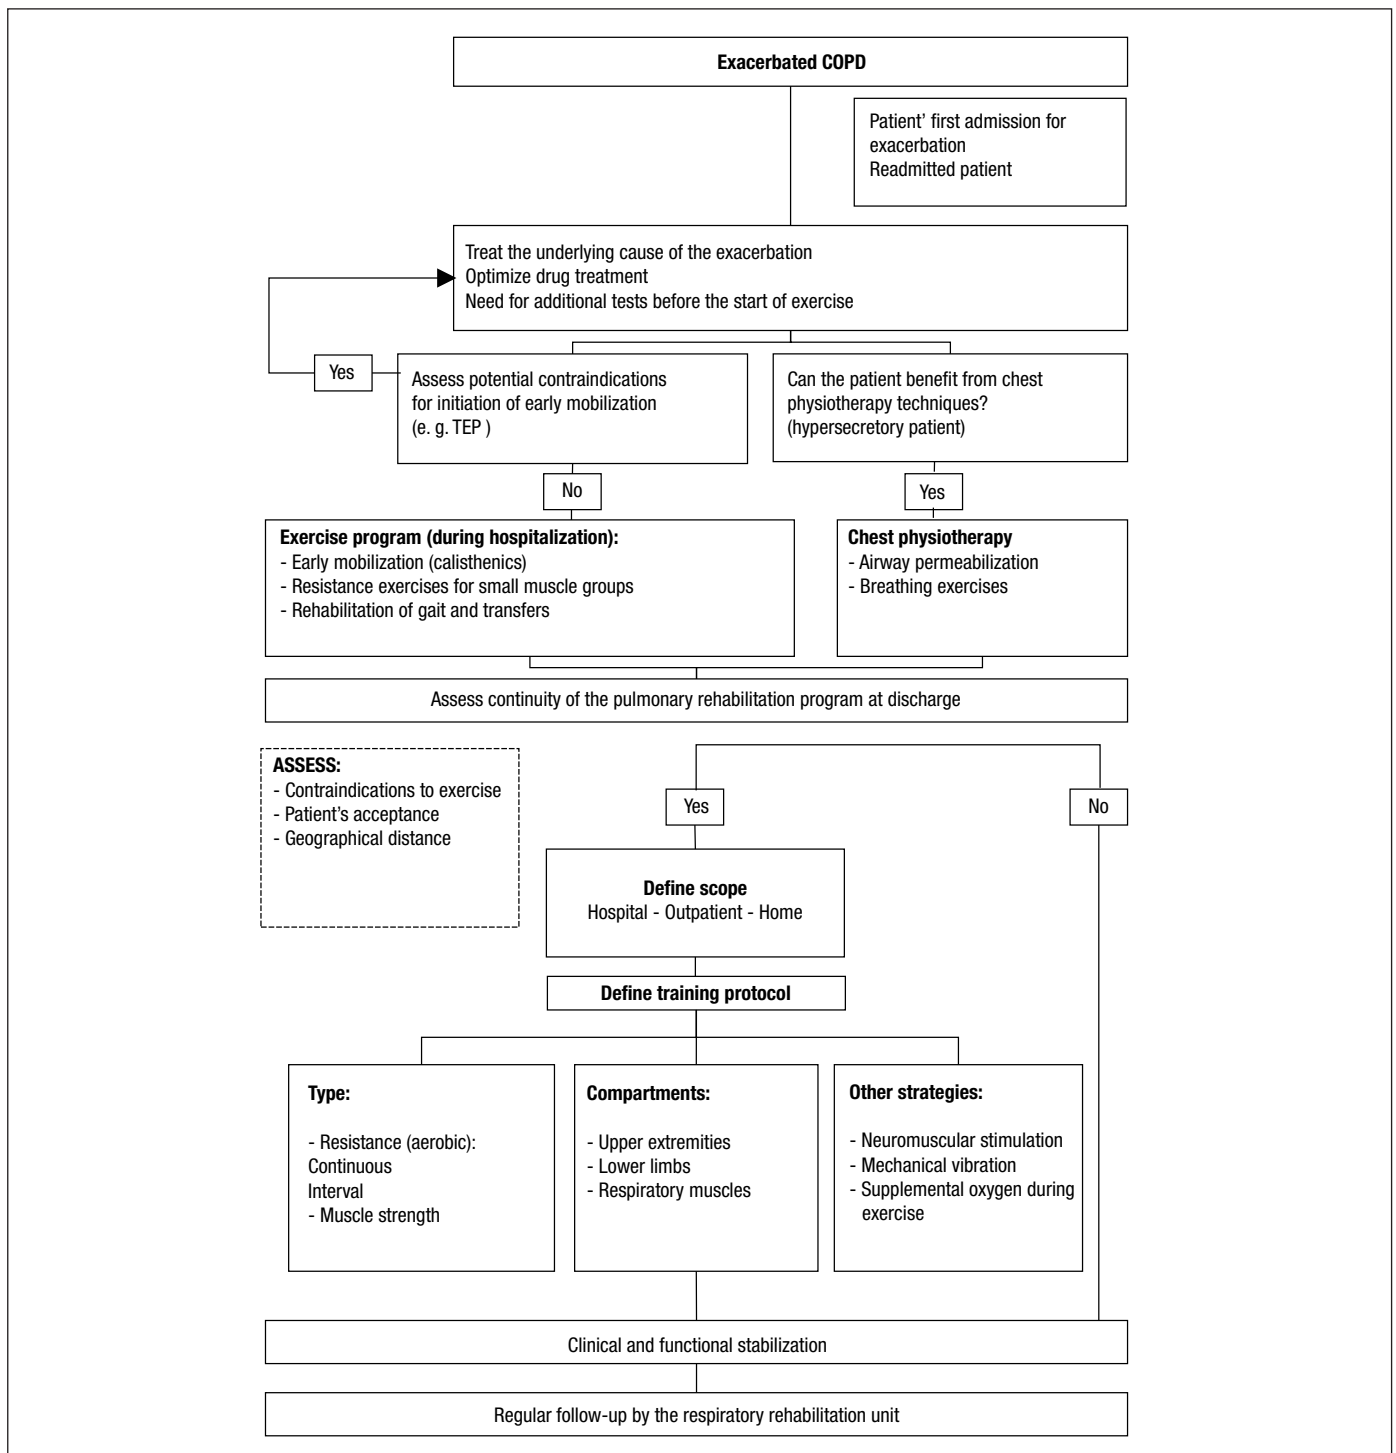 Exacerbated COPD
Patient' first admission for
exacerbation
Readmitted patient
Treat the underlying cause of the exacerbation
Optimize drug treatment
Need for additional tests before the start of exercise
Yes
Assess potential contraindications
for initiation of early mobilization
(e. g. TEP )
Can the patient benefit from chest
physiotherapy techniques?
(hypersecretory patient)
No
Yes
Exercise program (during hospitalization):
- Early mobilization (calisthenics)
- Resistance exercises for small muscle groups
- Rehabilitation of gait and transfers
Chest physiotherapy
- Airway permeabilization
- Breathing exercises
Assess continuity of the pulmonary rehabilitation program at discharge
ASSESS:
- Contraindications to exercise
- Patient's acceptance
- Geographical distance
Yes
No
Define scope
Hospital - Outpatient - Home
Define training protocol
Type:
- Resistance (aerobic):
Continuous
Interval
- Muscle strength
Compartments:
- Upper extremities
- Lower limbs
- Respiratory muscles
Other strategies:
- Neuromuscular stimulation
- Mechanical vibration
- Supplemental oxygen during
exercise
Clinical and functional stabilization
Regular follow-up by the respiratory rehabilitation unit